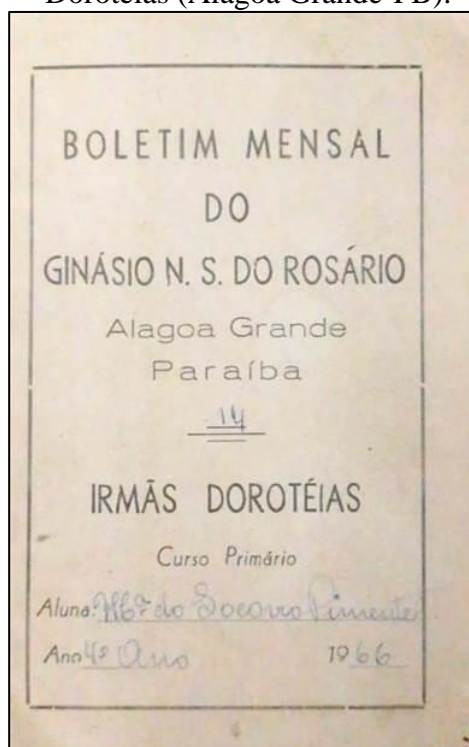 Dorotéias (Alagoa Grande-PB).
BOLETIM MENSAL
DO
GINÁSIO N. S. DO ROSÁRIO
Alagoa Grande
Paraíba
14
IRMÃS DOROTÉIAS
Curso Primário
Aluna: Mª do Socorro Pimentel
Ano 4º Ano 1966